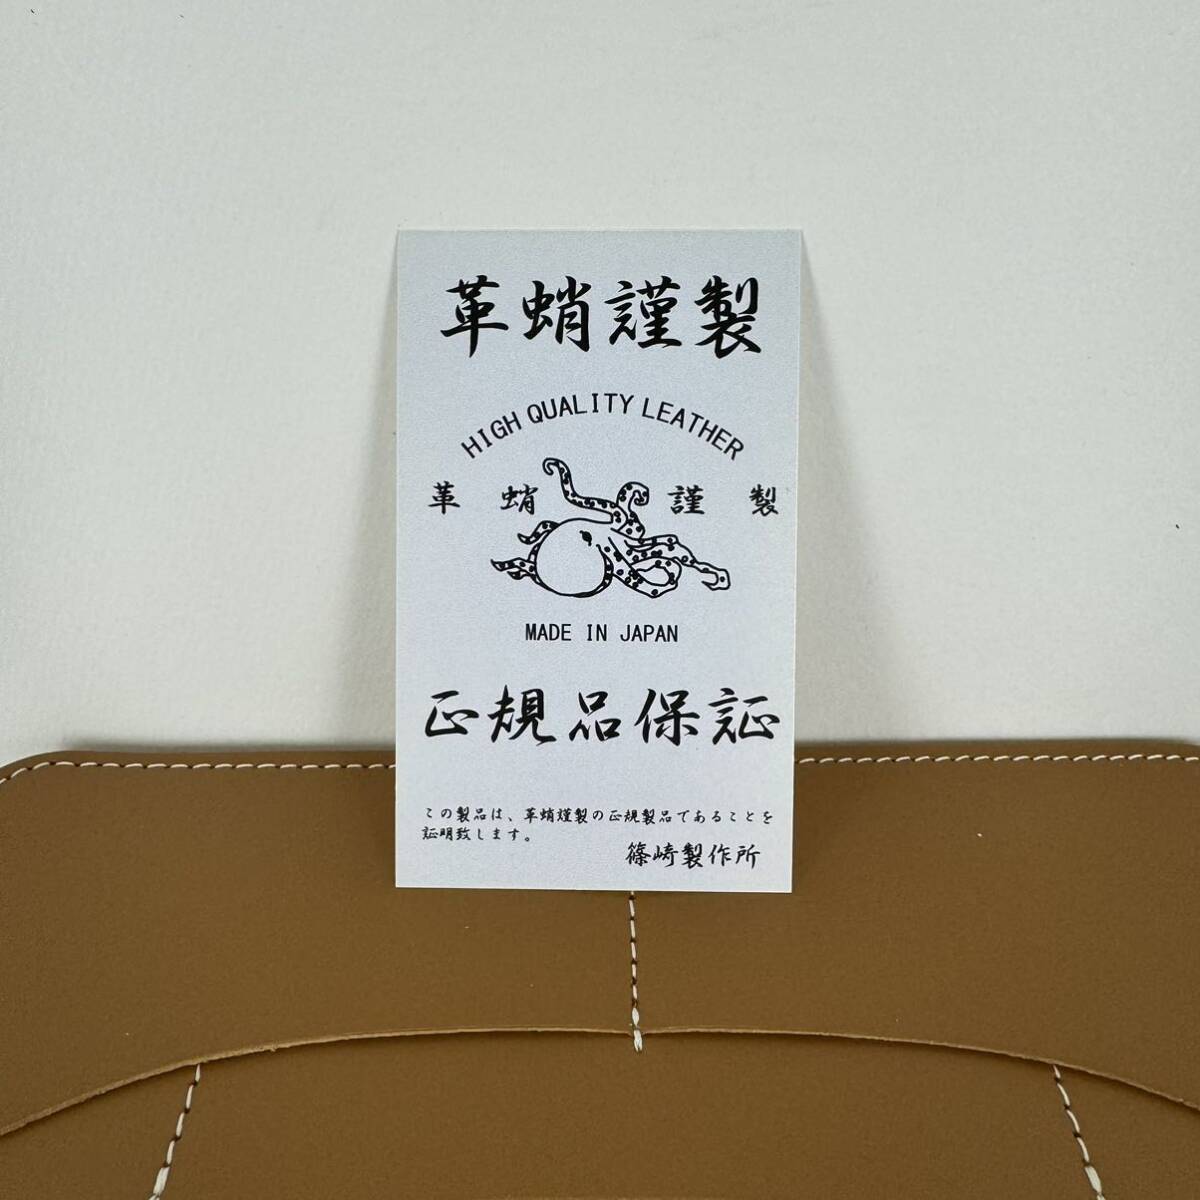 革蛸謹製
HIGH QUALITY LEATHER
革蛸 謹製
MADE IN JAPAN
正規品保証
この製品は、革蛸謹製の正規製品であることを
証明致します。
篠崎製作所